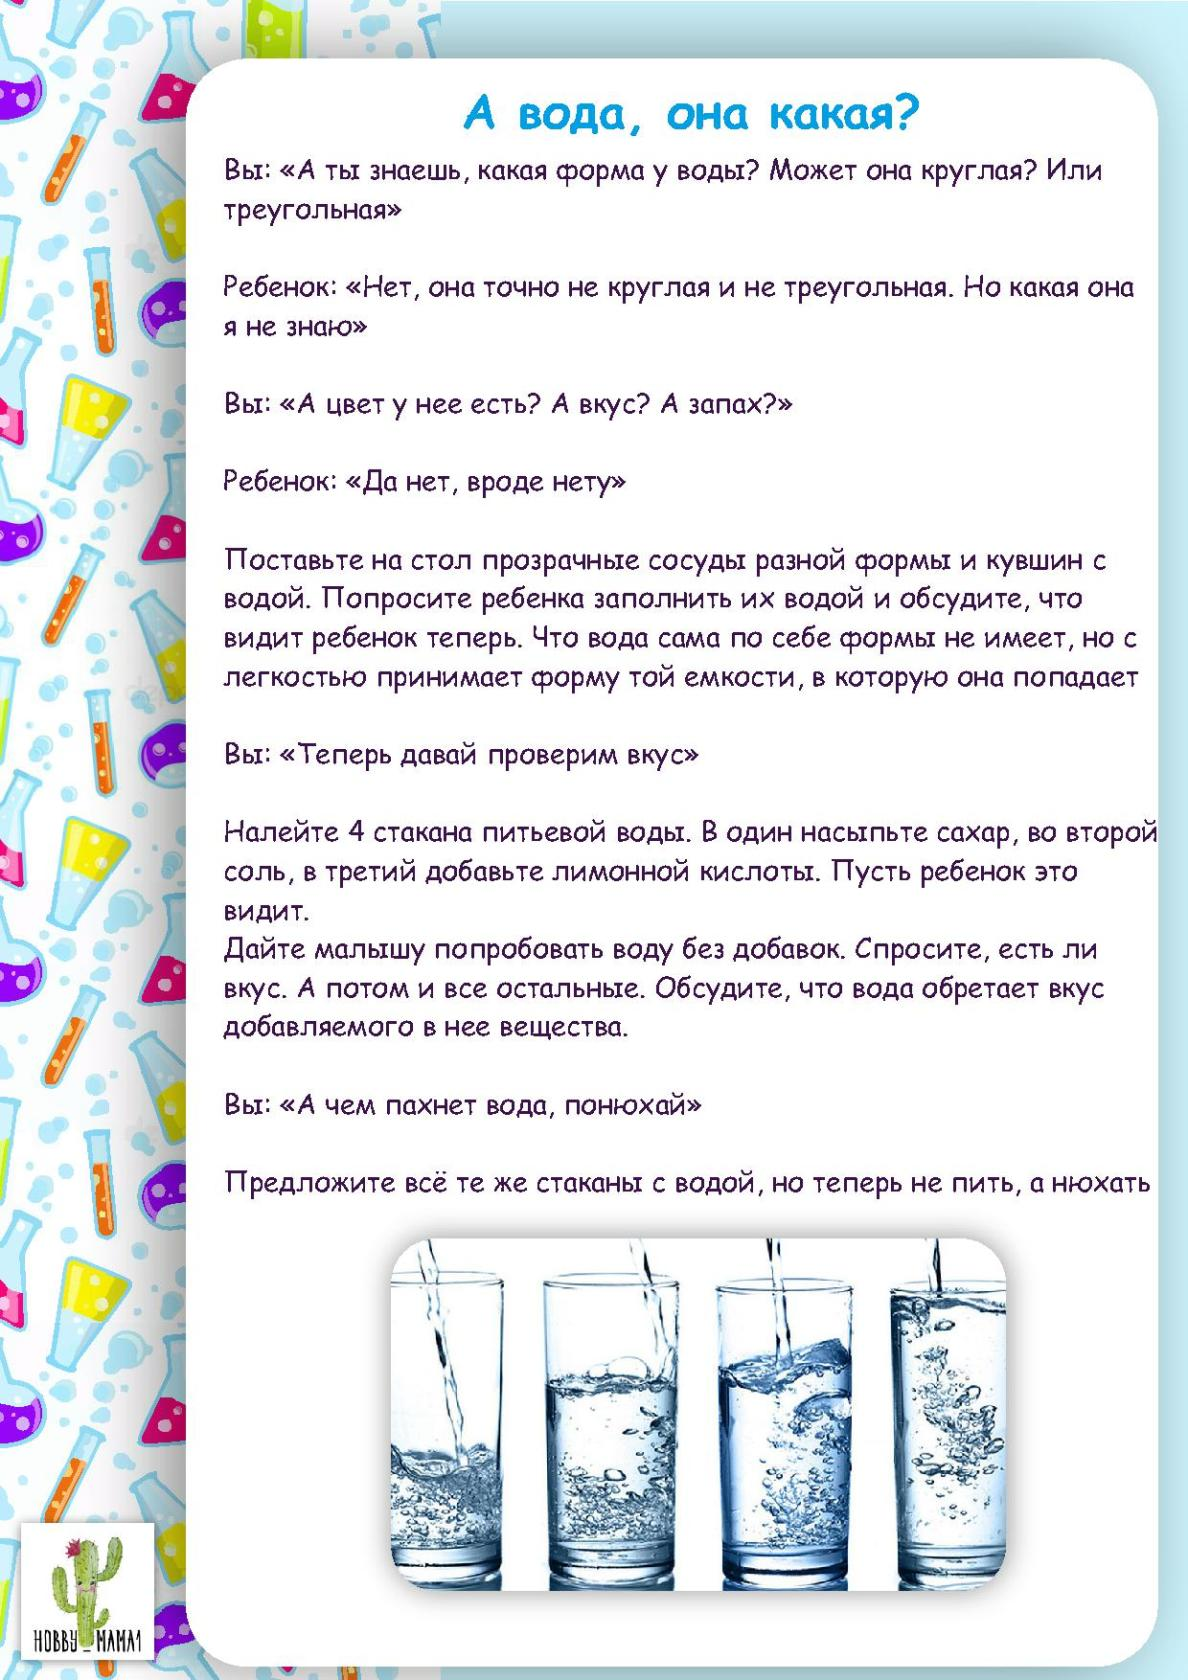 А вода, она какая?
Вы: «А ты знаешь, какая форма у воды? Может она круглая? Или
треугольная»
Ребенок: «Нет, она точно не круглая и не треугольная. Но какая она
я не знаю»
Вы: «А цвет у нее есть? А вкус? А запах?»
Ребенок: «Да нет, вроде нету»
Поставьте на стол прозрачные сосуды разной формы и кувшин с
водой. Попросите ребенка заполнить их водой и обсудите, что
видит ребенок теперь. Что вода сама по себе формы не имеет, но с
легкостью принимает форму той емкости, в которую она попадает
Вы: «Теперь давай проверим вкус»
Налейте 4 стакана питьевой воды. В один насыпьте сахар, во второй
соль, в третий добавьте лимонной кислоты. Пусть ребенок это
видит.
Дайте малышу попробовать воду без добавок. Спросите, есть ли
вкус. А потом и все остальные. Обсудите, что вода обретает вкус
добавляемого в нее вещества.
Вы: «А чем пахнет вода, понюхай»
Предложите всё те же стаканы с водой, но теперь не пить, а нюхать
HOBBY_MAMA1